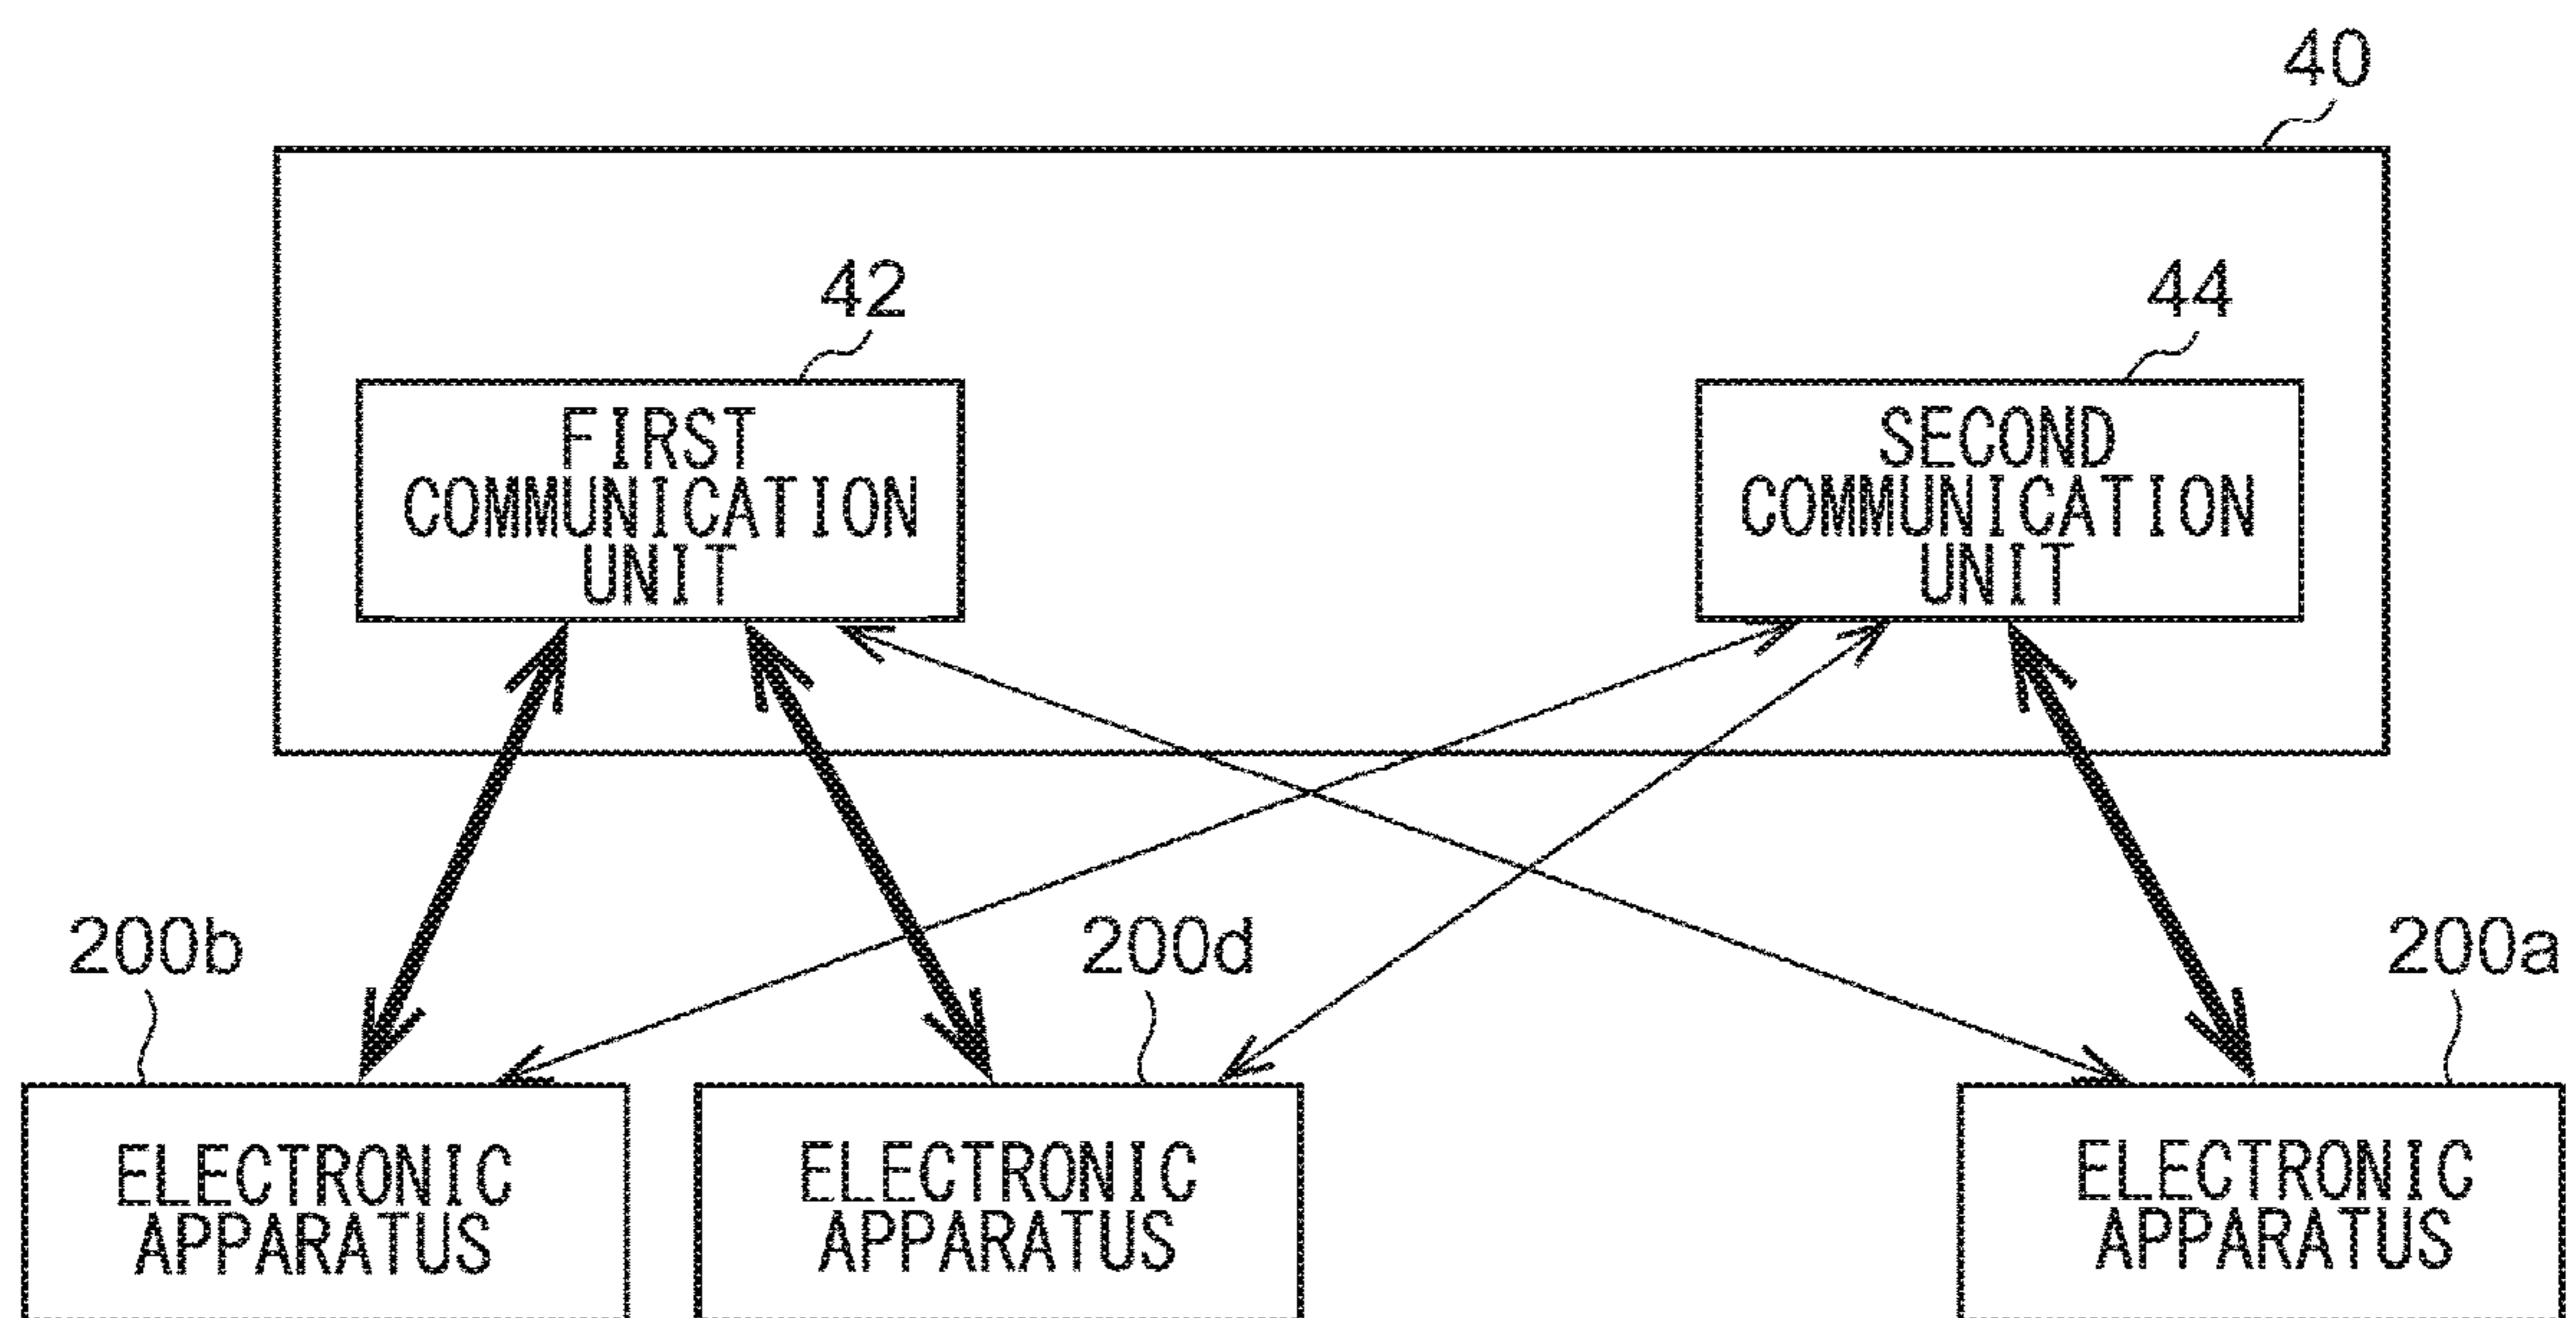 40
42
44
FIRST
COMMUNICATION
UNIT
SECOND
COMMUNICATION
UNIT
200b
200d
200a
ELECTRONIC
APPARATUS
ELECTRONIC
APPARATUS
ELECTRONIC
APPARATUS